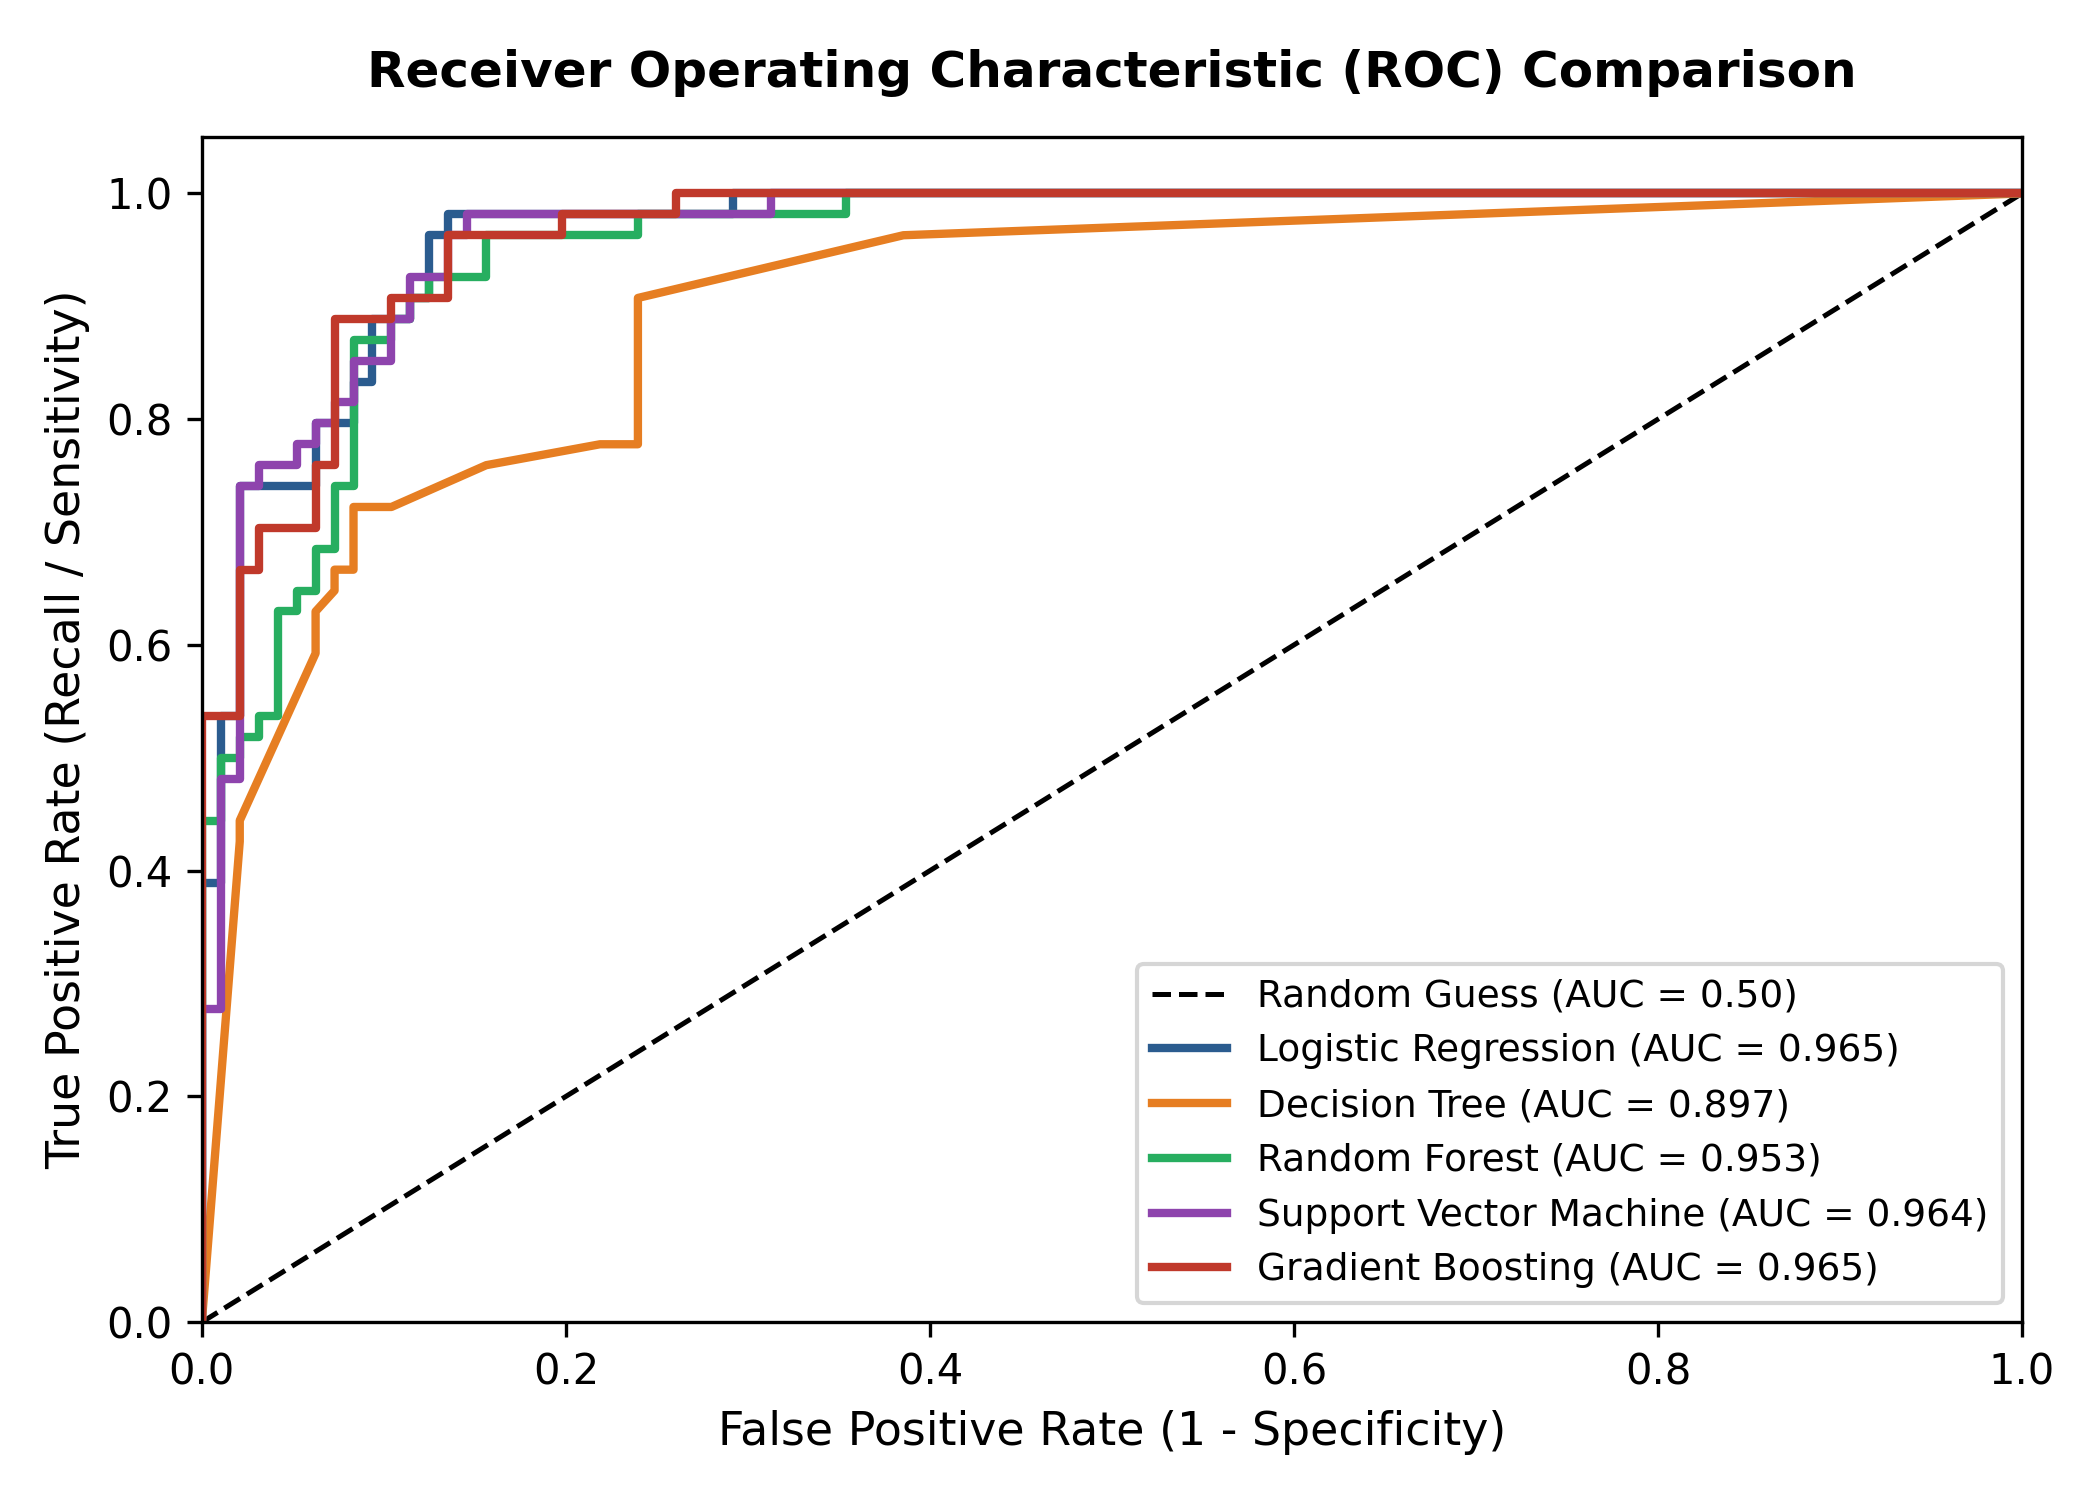 Receiver Operating Characteristic (ROC) Comparison
True Positive Rate (Recall / Sensitivity)
1.0
0.8
0.6
0.4
0.2
0.0
Random Guess (AUC = 0.50)
Logistic Regression (AUC = 0.965)
Decision Tree (AUC = 0.897)
Random Forest (AUC = 0.953)
Support Vector Machine (AUC = 0.964)
Gradient Boosting (AUC = 0.965)
0.0 0.2 0.4 0.6 0.8 1.0
False Positive Rate (1 - Specificity)